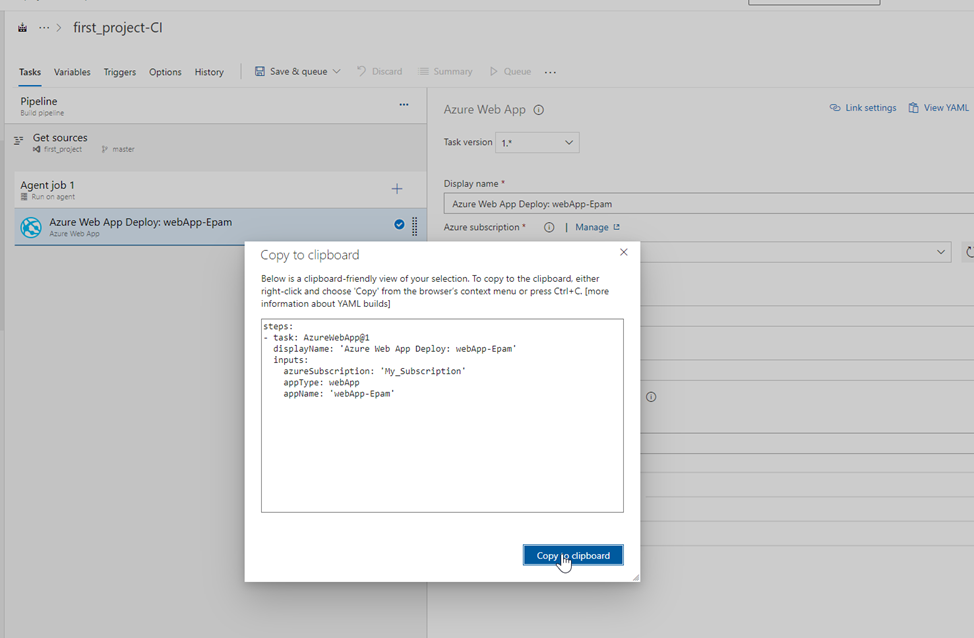 ··· > first_project-CI
Tasks Variables Triggers Options History Save & queue Discard Summary Queue ···
Pipeline ···
Build pipeline
Get sources
first_project master
Agent job 1 +
Run on agent
Azure Web App Deploy: webApp-Epam
Azure Web App
Azure Web App
Link settings View YAML
Task version 1.*
Display name *
Azure Web App Deploy: webApp-Epam
Azure subscription * | Manage
Copy to clipboard
Below is a clipboard-friendly view of your selection. To copy to the clipboard, either
right-click and choose 'Copy' from the browser's context menu or press Ctrl+C. [more
information about YAML builds]
steps:
- task: AzureWebApp@1
  displayName: 'Azure Web App Deploy: webApp-Epam'
  inputs:
    azureSubscription: 'My_Subscription'
    appType: webApp
    appName: 'webApp-Epam'
Copy to clipboard